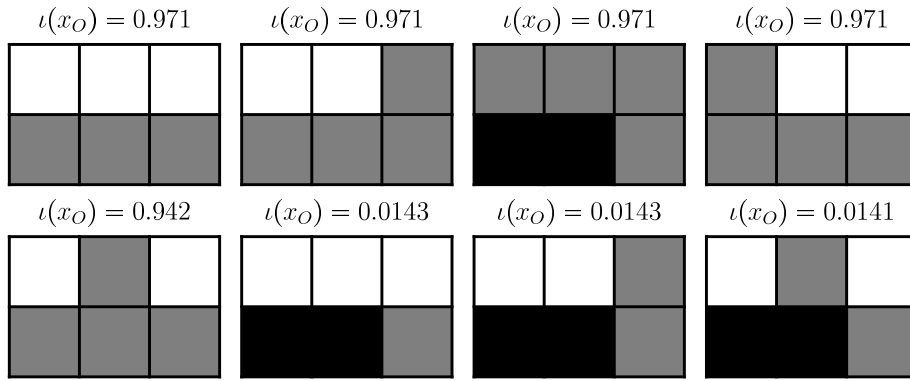 ι(x_O) = 0.971 ι(x_O) = 0.971 ι(x_O) = 0.971 ι(x_O) = 0.971
ι(x_O) = 0.942 ι(x_O) = 0.0143 ι(x_O) = 0.0143 ι(x_O) = 0.0141